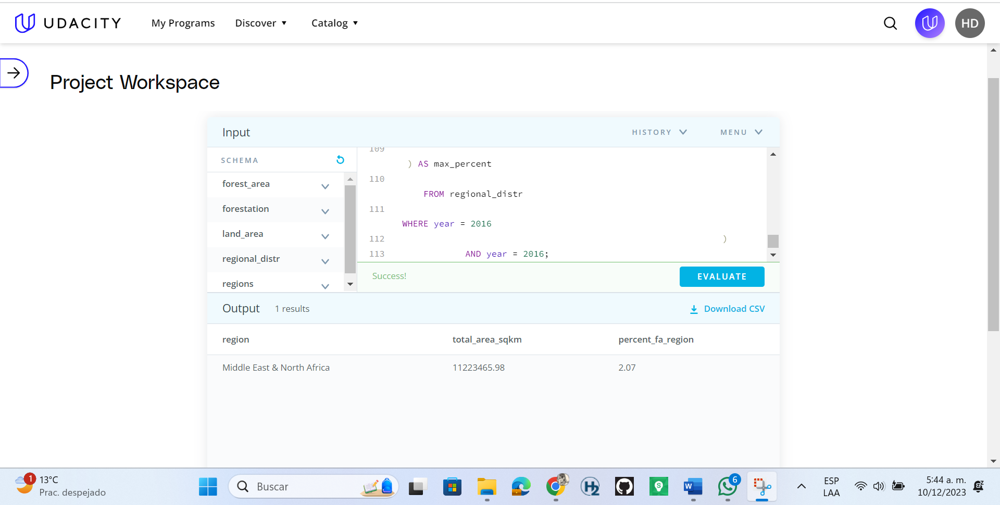 UDACITY
My Programs
Discover
Catalog
HD
Project Workspace
Input
HISTORY
MENU
SCHEMA
forest_area
forestation
land_area
regional_distr
regions
109
) AS max_percent
110
FROM regional_distr
111
WHERE year = 2016
112 )
113 AND year = 2016;
Success!
EVALUATE
Output 1 results
Download CSV
region total_area_sqkm percent_fa_region
Middle East & North Africa 11223465.98 2.07
1
13°C
Prac. despejado
Buscar
H2
S
W
6
ESP
LAA
5:44 a. m.
10/12/2023